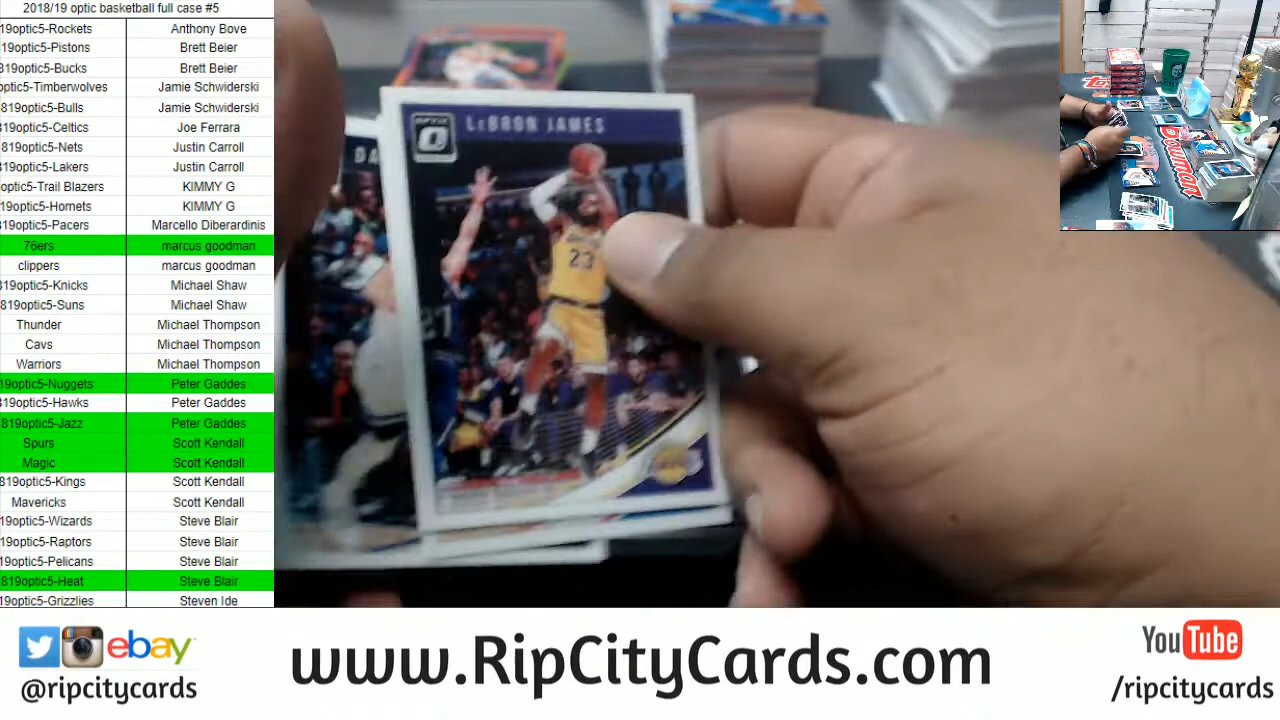 2018/19 optic basketball full case #5
19optic5-Rockets Anthony Bove
819optic5-Pistons Brett Beier
819optic5-Bucks Brett Beier
optic5-Timberwolves Jamie Schwiderski
819optic5-Bulls Jamie Schwiderski
819optic5-Celtics Joe Ferrara
819optic5-Nets Justin Carroll
819optic5-Lakers Justin Carroll
optic5-Trail Blazers KIMMY G
19optic5-Hornets KIMMY G
819optic5-Pacers Marcello Diberardinis
76ers marcus goodman
clippers marcus goodman
819optic5-Knicks Michael Shaw
819optic5-Suns Michael Shaw
Thunder Michael Thompson
Cavs Michael Thompson
Warriors Michael Thompson
19optic5-Nuggets Peter Gaddes
819optic5-Hawks Peter Gaddes
819optic5-Jazz Peter Gaddes
Spurs Scott Kendall
Magic Scott Kendall
819optic5-Kings Scott Kendall
Mavericks Scott Kendall
19optic5-Wizards Steve Blair
19optic5-Raptors Steve Blair
819optic5-Pelicans Steve Blair
819optic5-Heat Steve Blair
19optic5-Grizzlies Steven Ide
DA
OPTIC
LEBRON JAMES
23
27
Bowman
ebay
@ripcitycards
www.RipCityCards.com
YouTube
/ripcitycards